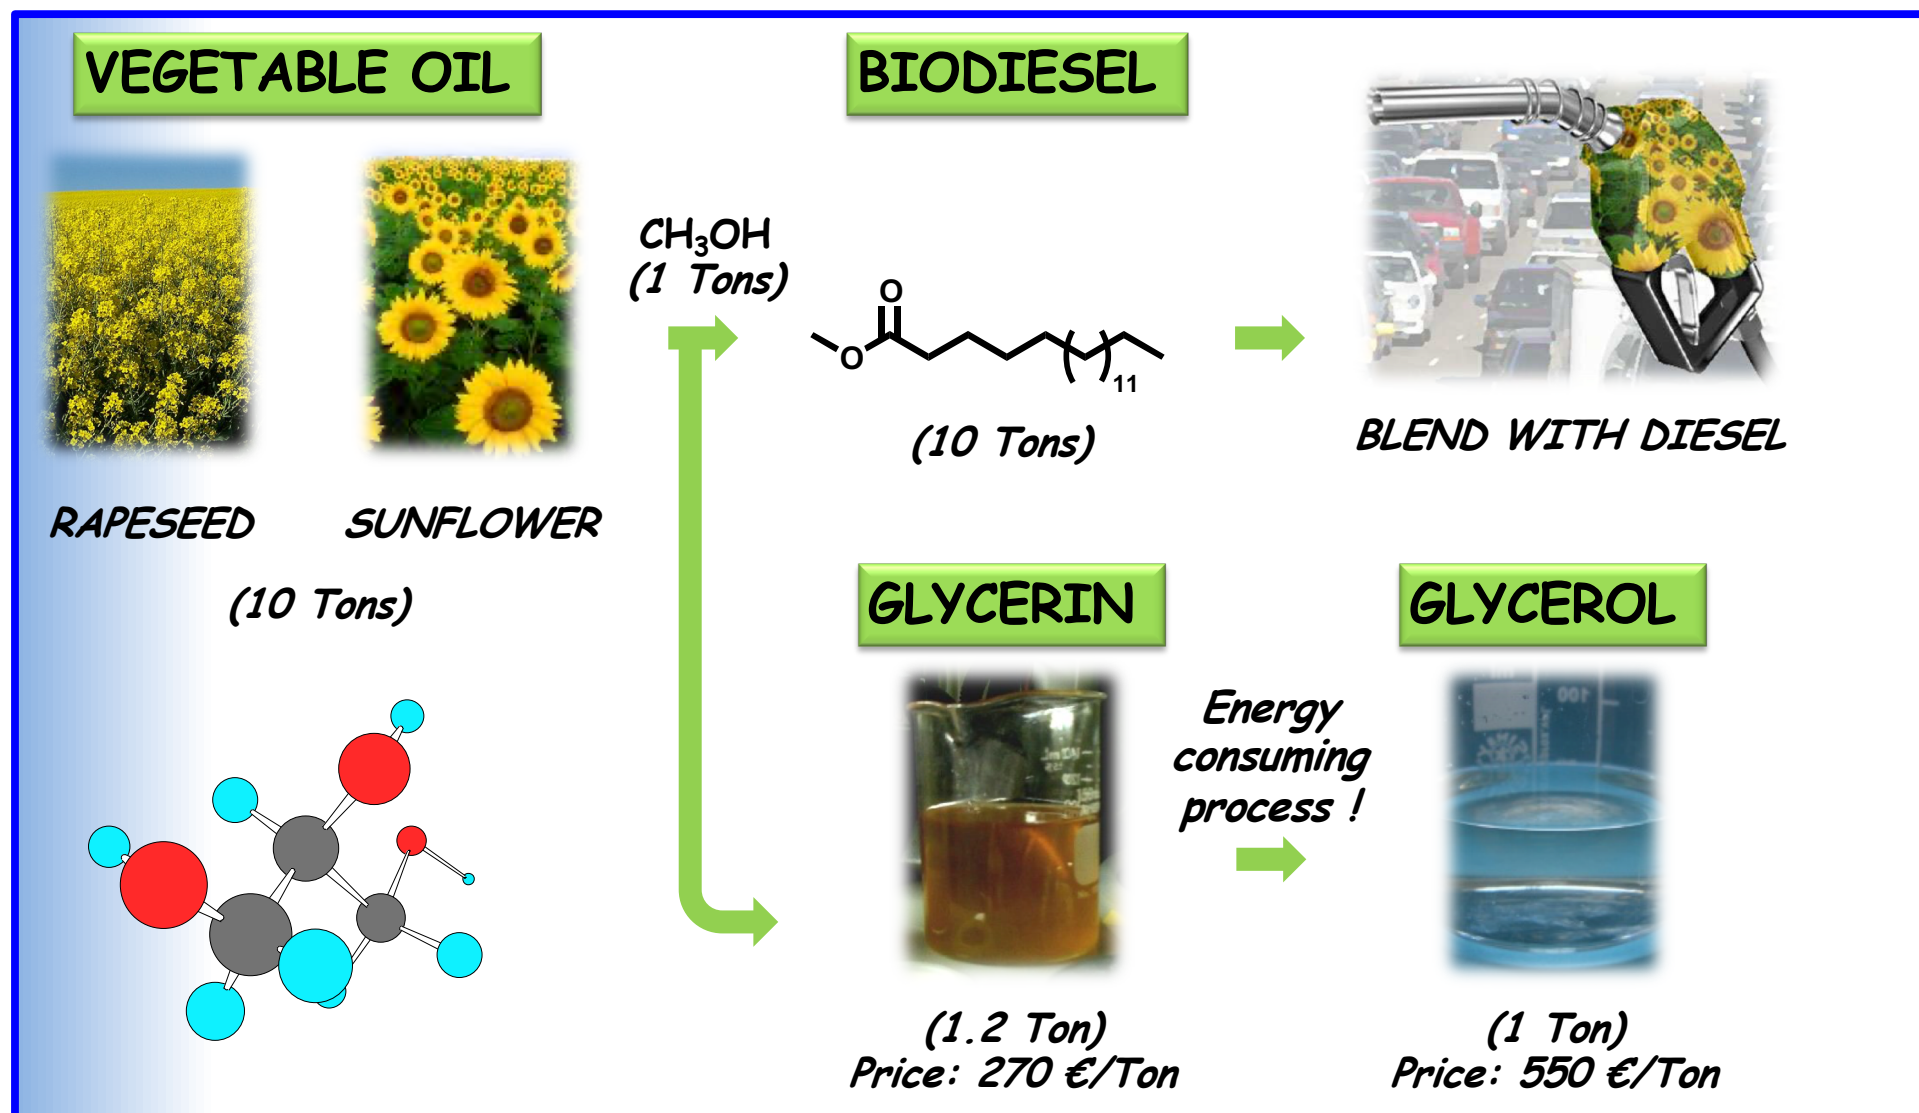 VEGETABLE OIL
BIODIESEL
CH₃OH
(1 Tons)
O
O
11
(10 Tons)
BLEND WITH DIESEL
RAPESEED
SUNFLOWER
(10 Tons)
GLYCERIN
GLYCEROL
Energy
consuming
process !
100
(1.2 Ton)
Price: 270 €/Ton
(1 Ton)
Price: 550 €/Ton